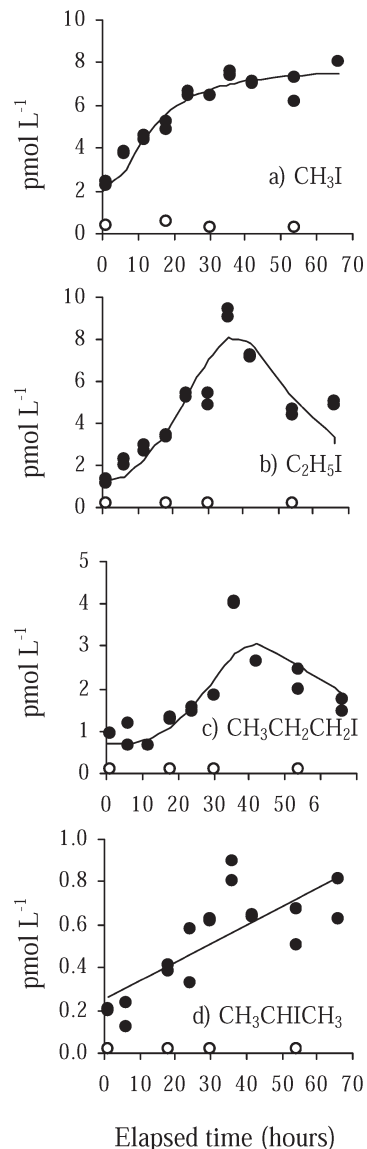 10
8
6
4
2
0
pmol L⁻¹
a) CH₃I
0 10 20 30 40 50 60 70
10
8
6
4
2
0
pmol L⁻¹
b) C₂H₅I
5
4
3
2
1
0
pmol L⁻¹
c) CH₃CH₂CH₂I
0 10 20 30 40 50 6
1.0
0.8
0.6
0.4
0.2
0.0
pmol L⁻¹
d) CH₃CHICH₃
0 10 20 30 40 50 60 70
Elapsed time (hours)